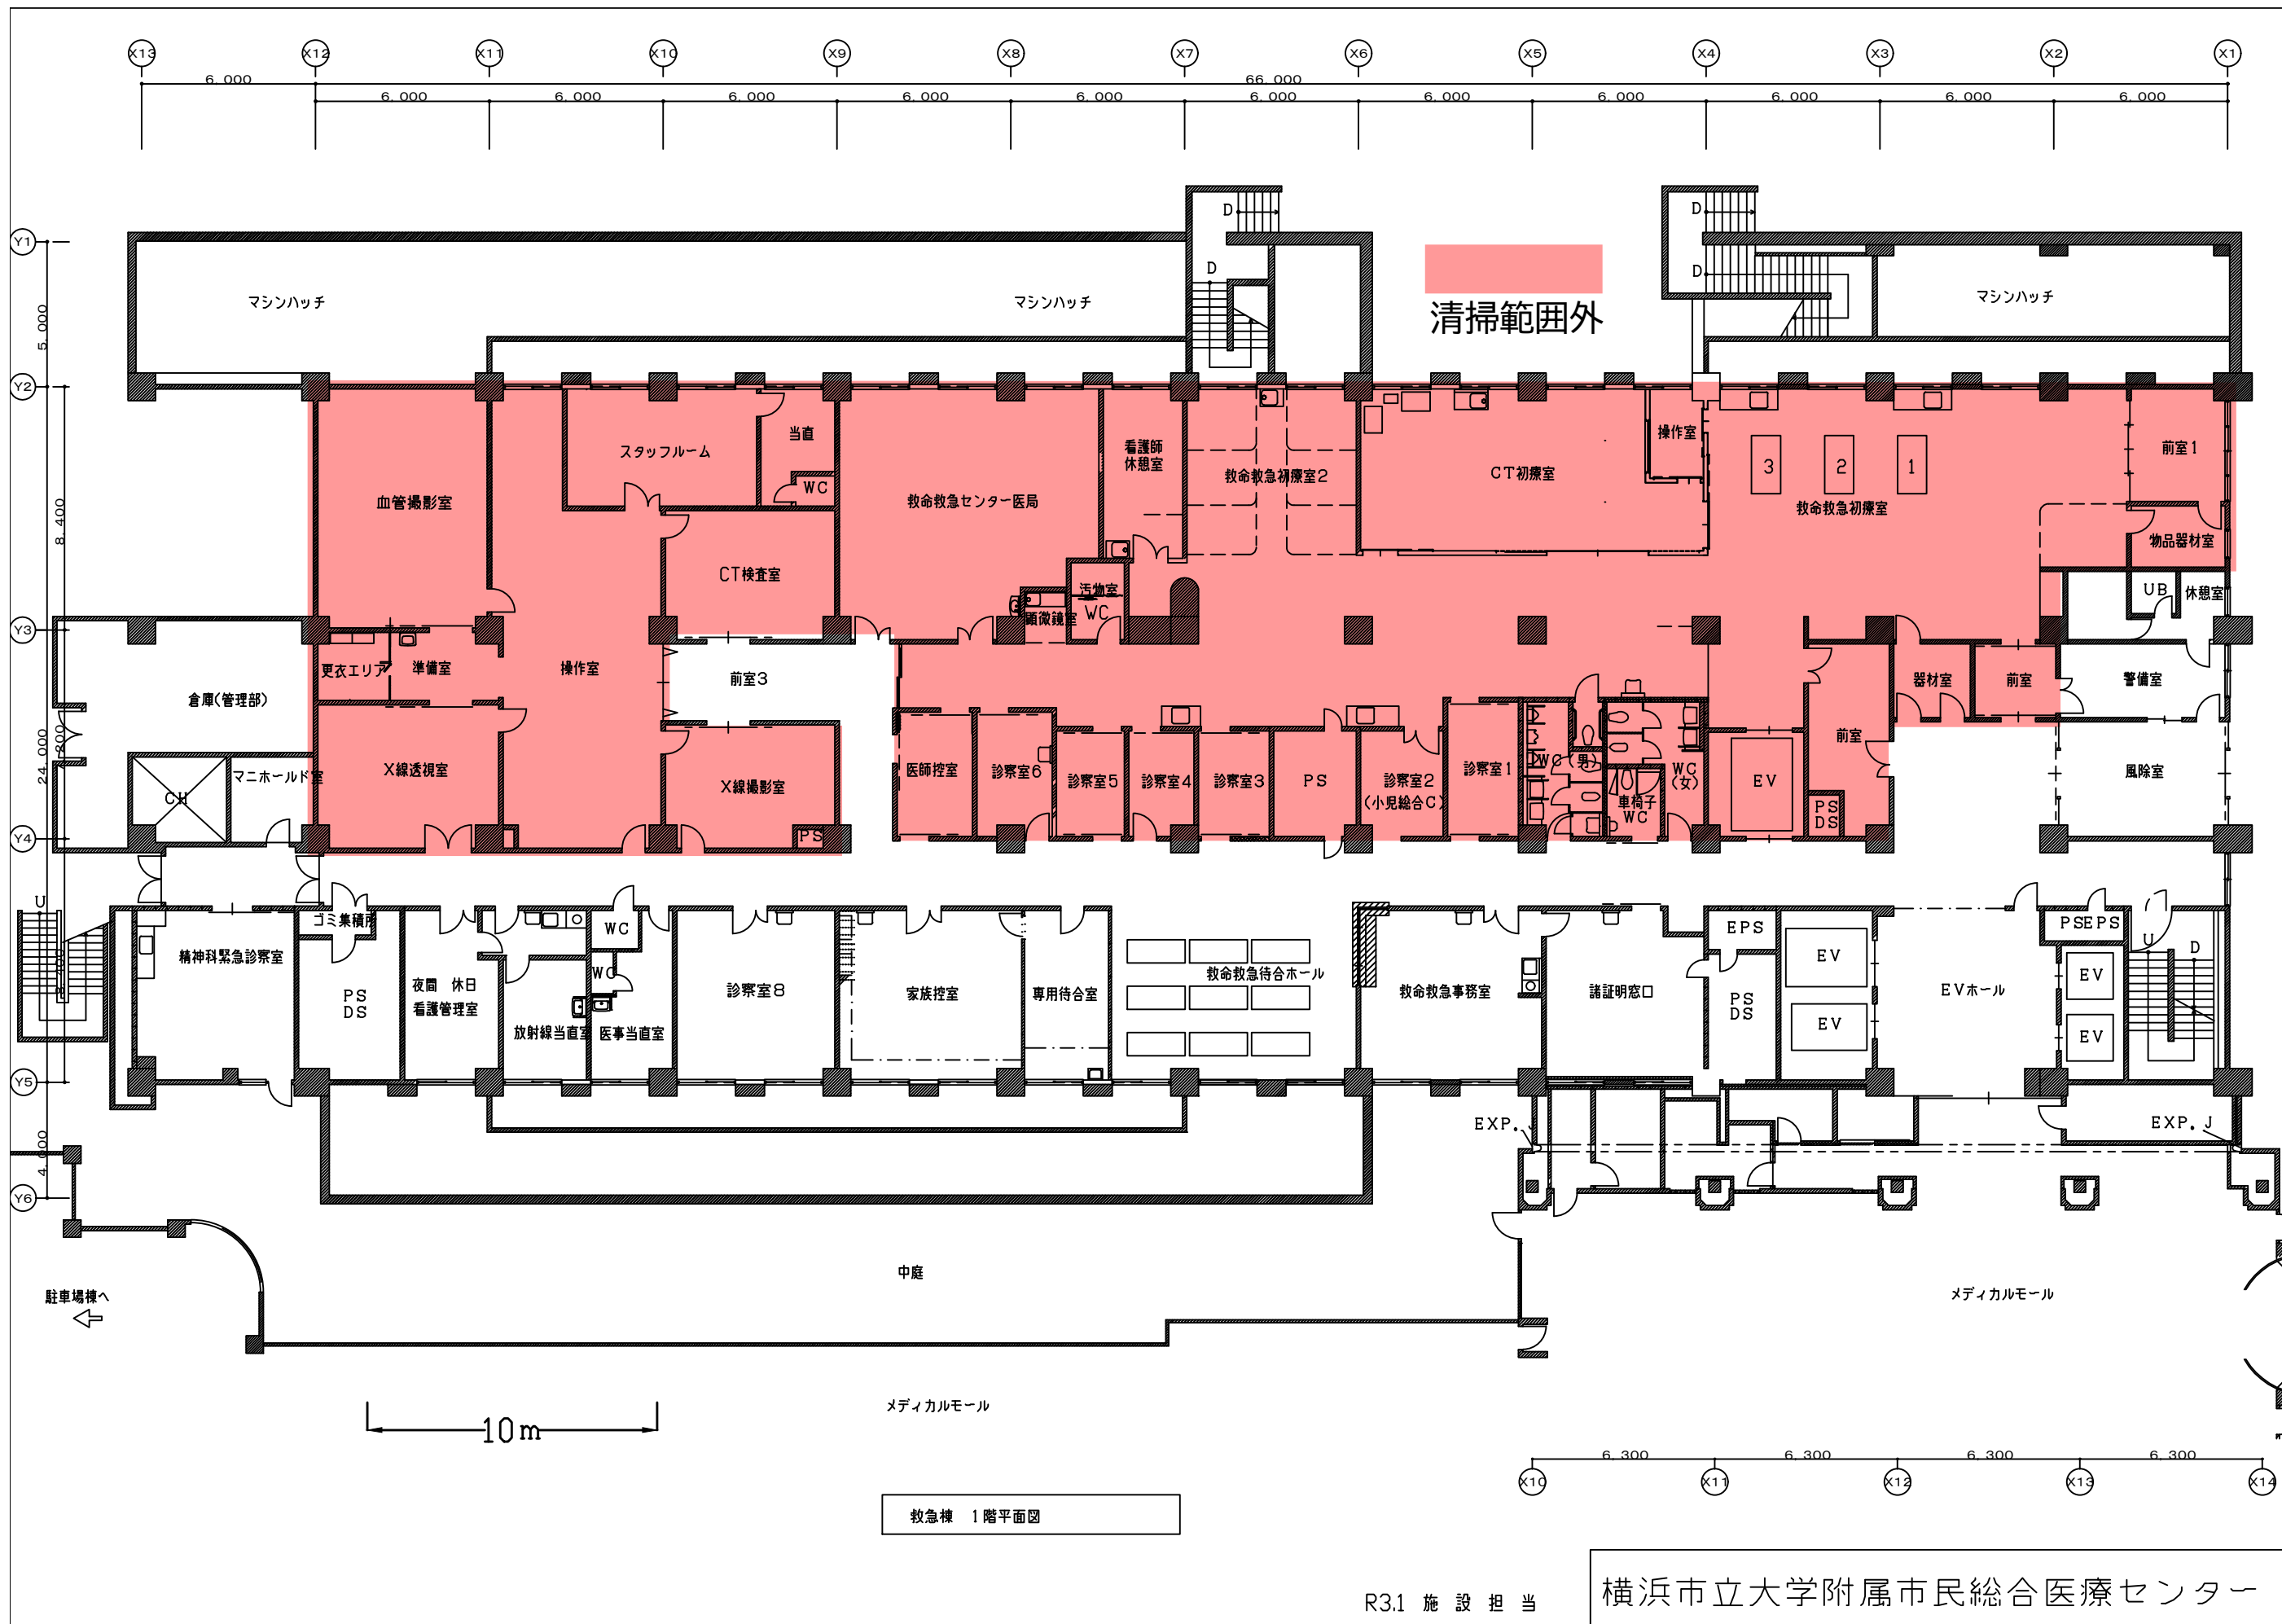 X13 X12 X11 X10 X9 X8 X7 X6 X5 X4 X3 X2 X1
6,000 66,000
6,000 6,000 6,000 6,000 6,000 6,000 6,000 6,000 6,000 6,000 6,000
D D
Y1
D D
マシンハッチ マシンハッチ マシンハッチ
清掃範囲外
5,000
Y2
当直 看護師 操作室
スタッフルーム 休憩室 前室1
3 2 1
救命救急初療室2 CT初療室
WC
血管撮影室 救命救急センター医局 救命救急初療室
8,400
物品器材室
CT検査室
汚物室 UB 休憩室
顕微鏡室 WC
Y3
更衣エリア 準備室 操作室 前室3 器材室 前室 警備室
倉庫(管理部)
24,000
前室
X線透視室 医師控室 診察室6 診察室1 WC(男) WC
(女) 風除室
マニホールド室 X線撮影室 診察室5 診察室4 診察室3 PS 診察室2 EV
CH (小児総合C) 車椅子
WC
PS
DS
PS
Y4
U
ゴミ集積所 WC EPS PS EPS
U D
精神科緊急診察室 EV
WC 救命救急待合ホール EV
夜間 休日
看護管理室
PS
DS
診察室8 家族控室 専用待合室 救命救急事務室 諸証明窓口 EVホール
PS
DS
EV EV
放射線当直室 医事当直室
Y5
EXP.J EXP.J
4,000
Y6
中庭
駐車場棟へ メディカルモール
メディカルモール
10m
6,300 6,300 6,300 6,300
X10 X11 X12 X13 X14
救急棟 1階平面図
R3.1 施設担当
横浜市立大学附属市民総合医療センター